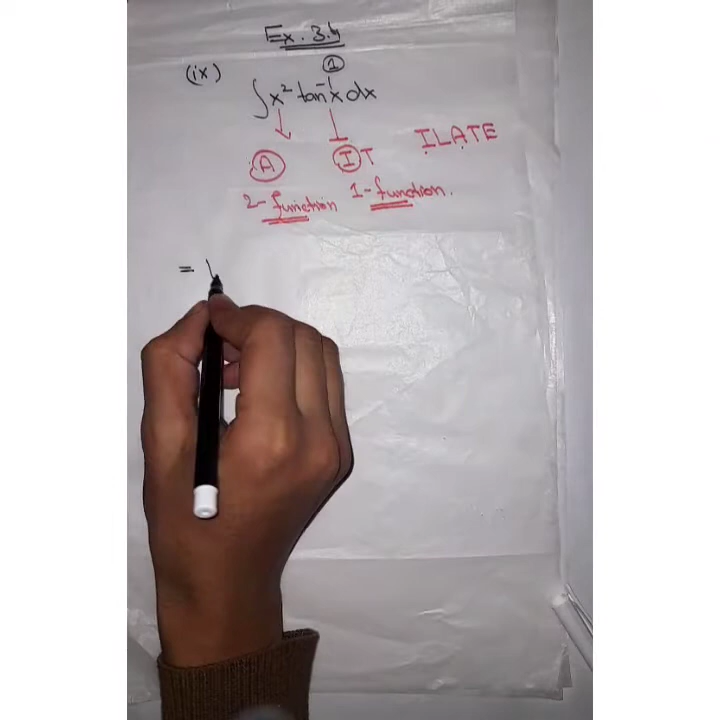 Ex. 3.4
①
(ix) ∫x² tan⁻¹x dx
ILATE
Ⓐ ⒾT
2-function 1-function.
=